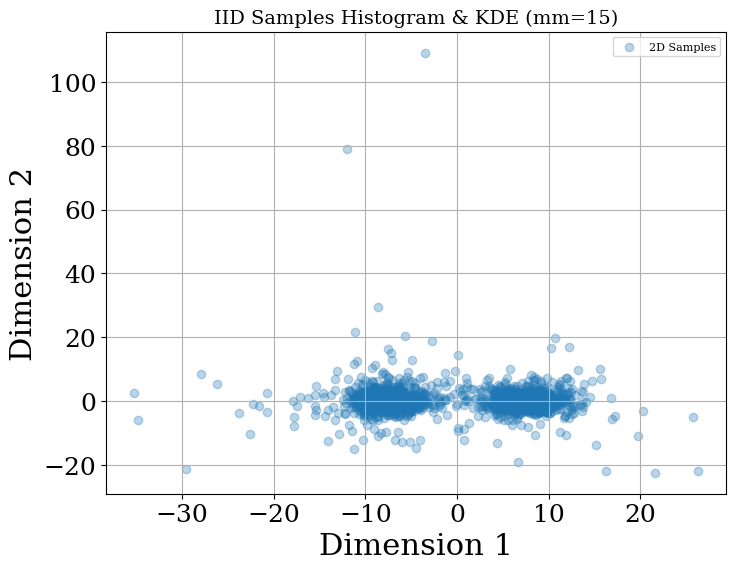 IID Samples Histogram & KDE (mm=15)
2D Samples
100
80
60
40
20
0
−20
Dimension 2
−30 −20 −10 0 10 20
Dimension 1